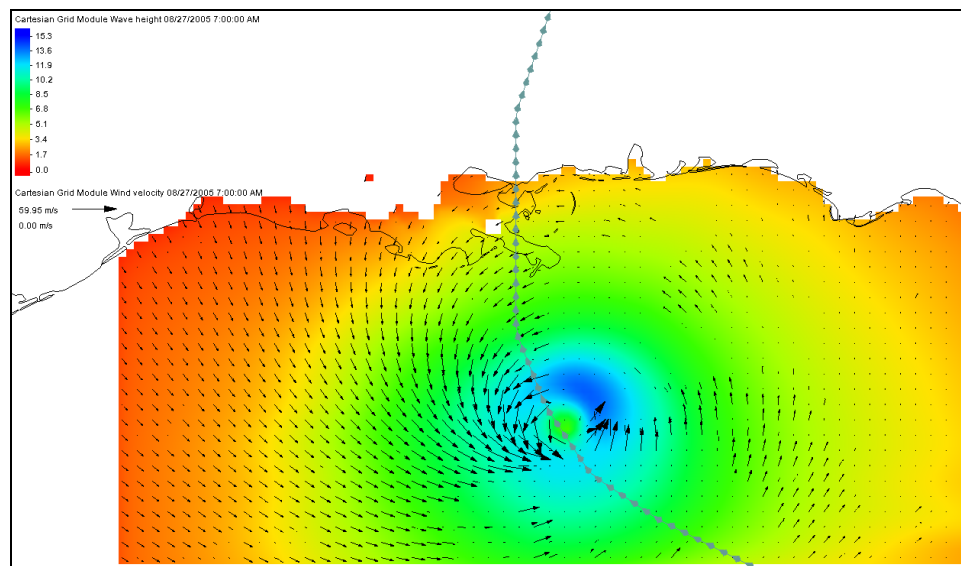 Cartesian Grid Module Wave height 08/27/2005 7:00:00 AM
15.3
13.6
11.9
10.2
8.5
6.8
5.1
3.4
1.7
0.0
Cartesian Grid Module Wind velocity 08/27/2005 7:00:00 AM
59.95 m/s
0.00 m/s